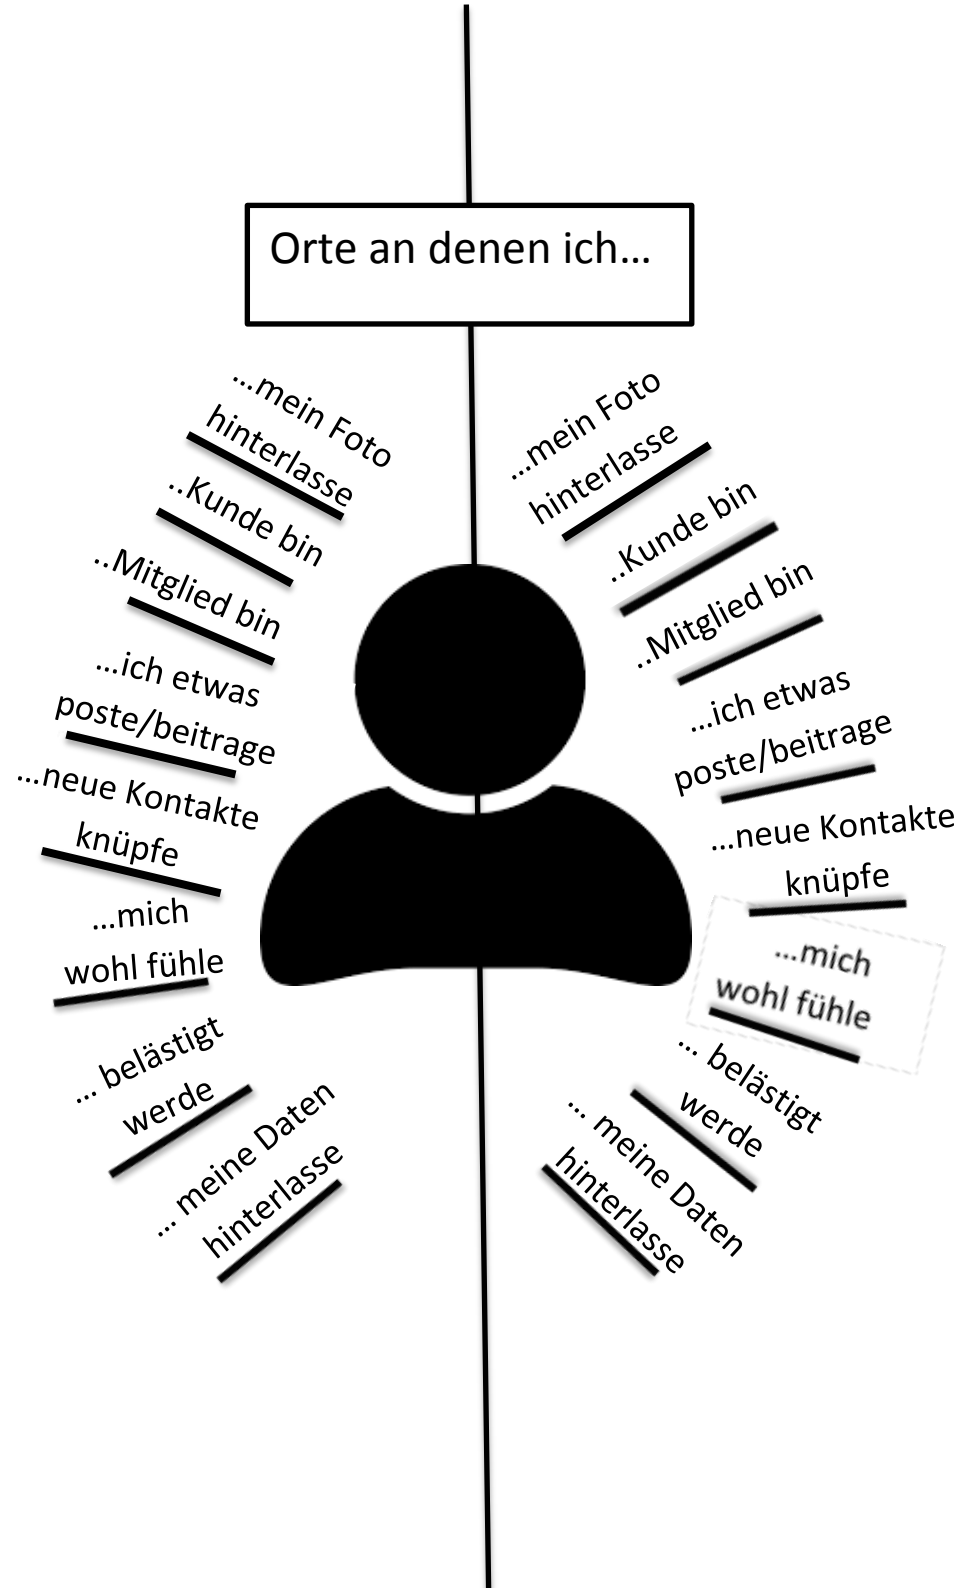 Orte an denen ich...
...mein Foto
hinterlasse
..Kunde bin
..Mitglied bin
...ich etwas
poste/beitrage
...neue Kontakte
knüpfe
...mich
wohl fühle
... belästigt
werde
... meine Daten
hinterlasse
...mein Foto
hinterlasse
..Kunde bin
..Mitglied bin
...ich etwas
poste/beitrage
...neue Kontakte
knüpfe
...mich
wohl fühle
... belästigt
werde
... meine Daten
hinterlasse